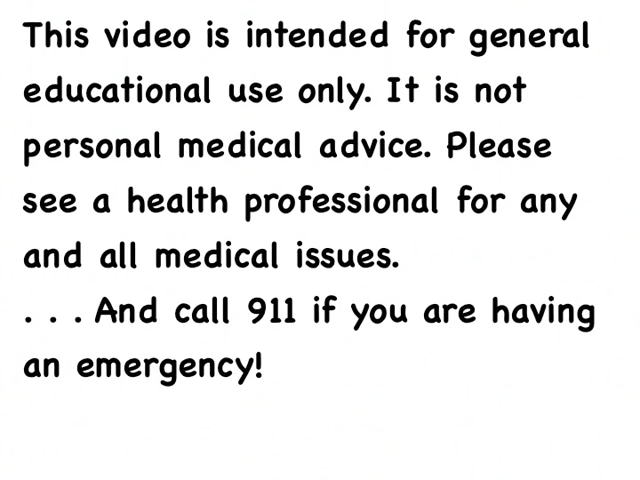 This video is intended for general
educational use only. It is not
personal medical advice. Please
see a health professional for any
and all medical issues.
. . . And call 911 if you are having
an emergency!